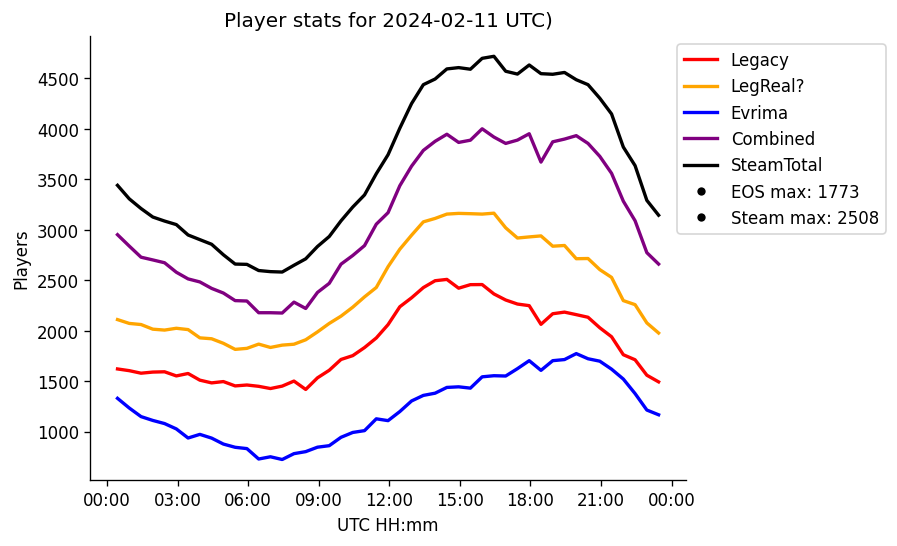 Player stats for 2024-02-11 UTC)
Players
4500
4000
3500
3000
2500
2000
1500
1000
00:00 03:00 06:00 09:00 12:00 15:00 18:00 21:00 00:00
UTC HH:mm
Legacy
LegReal?
Evrima
Combined
SteamTotal
EOS max: 1773
Steam max: 2508